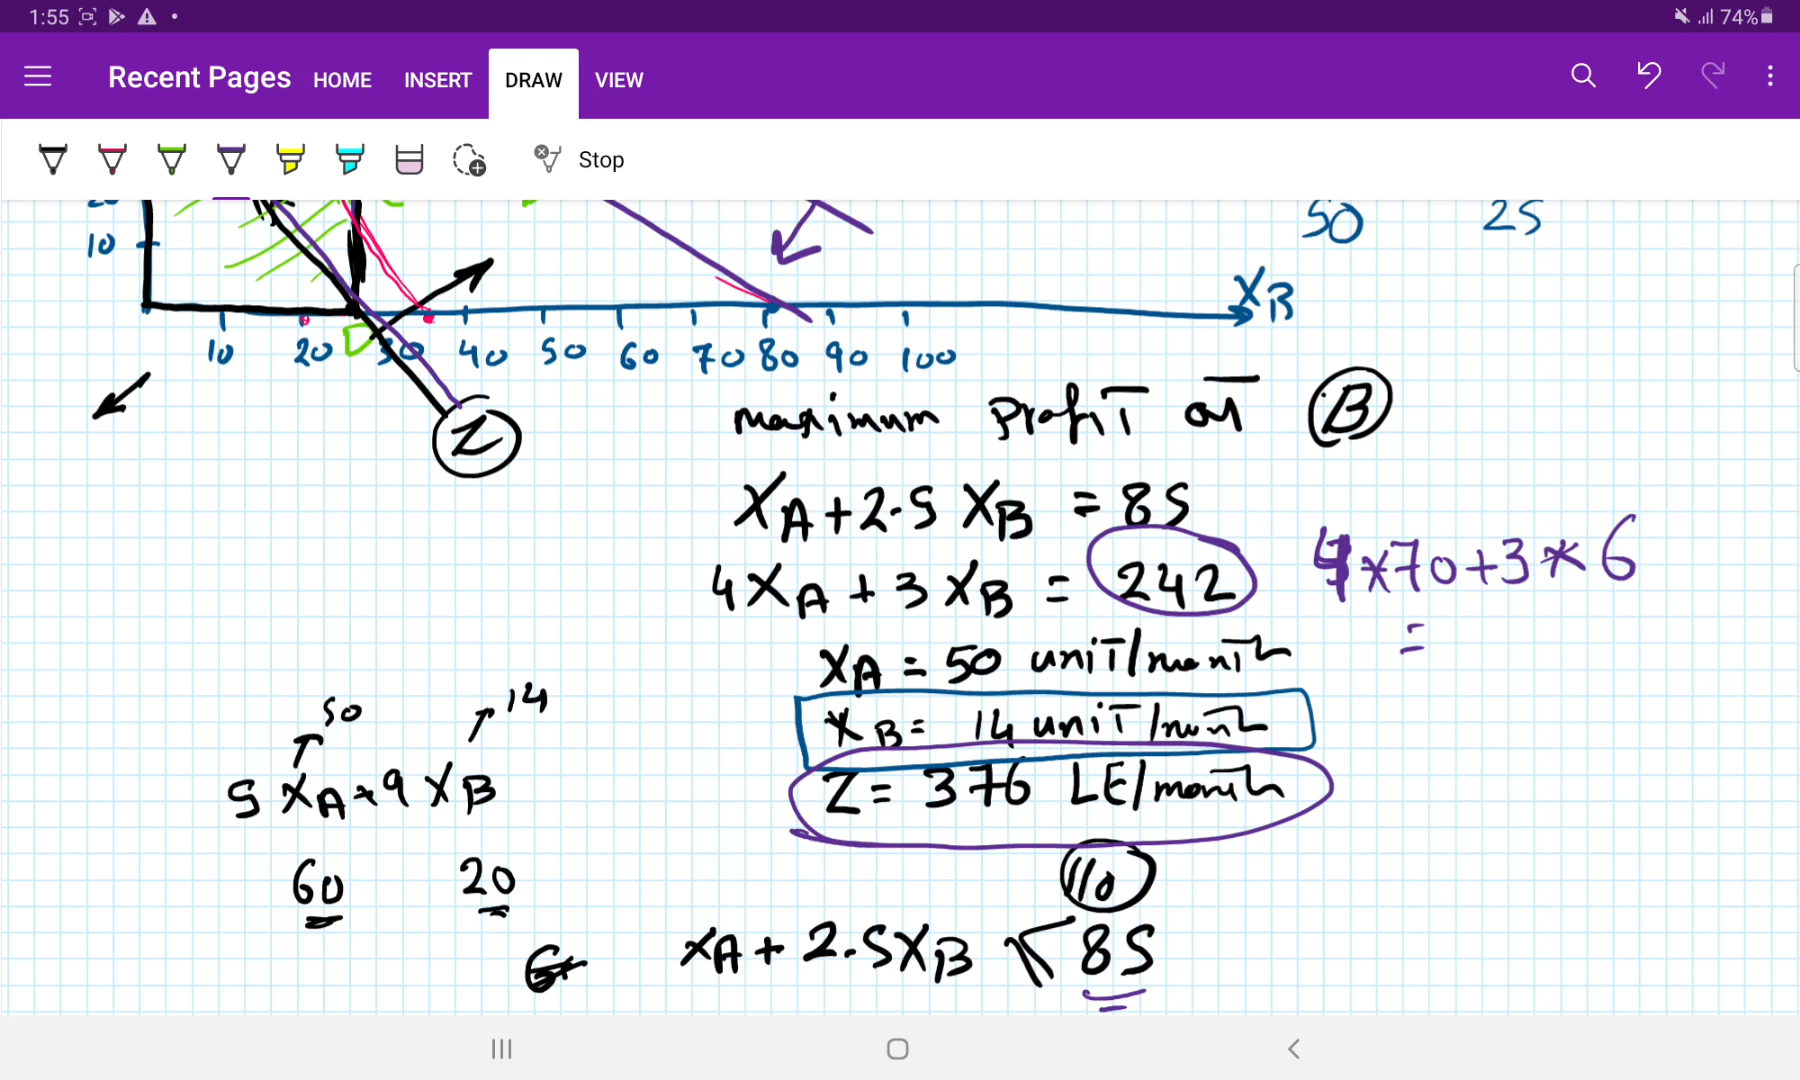 1:55
74%
Recent Pages HOME INSERT DRAW VIEW
Stop
50 25
10
XB
10 20 30 40 50 60 70 80 90 100
D
Z
maximum Profit at B
XA + 2.5 XB = 85
4XA + 3 XB = 242
4*70+3*6
=
XA = 50 unit/month
XB = 14 unit/month
Z = 376 LE/month
50 14
5 XA + 9 XB
60 20
110
XA + 2.5XB ≤ 85